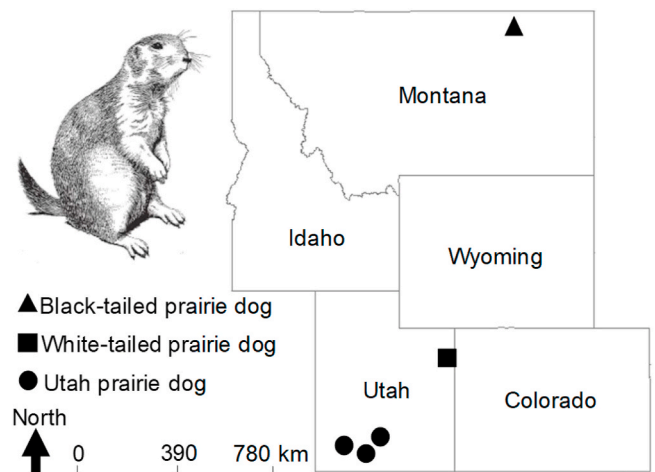 Montana
Idaho
Wyoming
Black-tailed prairie dog
White-tailed prairie dog
Utah prairie dog
Utah
Colorado
North
0 390 780 km